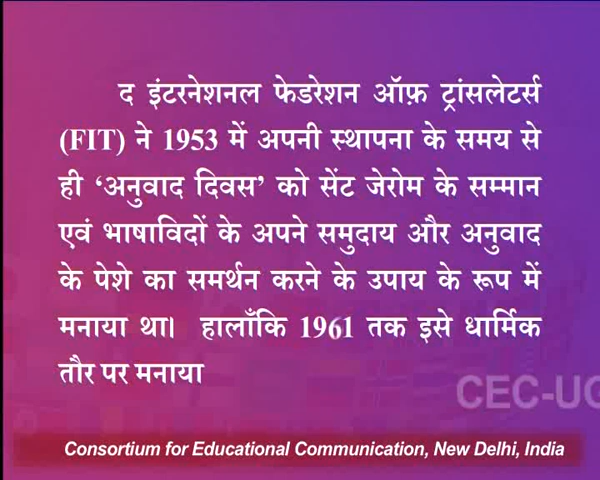 द इंटरनेशनल फेडरेशन ऑफ़ ट्रांसलेटर्स
(FIT) ने 1953 में अपनी स्थापना के समय से
ही ‘अनुवाद दिवस’ को सेंट जेरोम के सम्मान
एवं भाषाविदों के अपने समुदाय और अनुवाद
के पेशे का समर्थन करने के उपाय के रूप में
मनाया था। हालाँकि 1961 तक इसे धार्मिक
तौर पर मनाया
CEC-UG
Consortium for Educational Communication, New Delhi, India